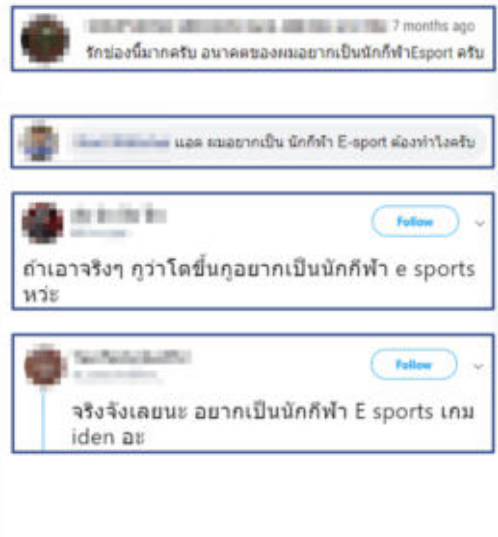 7 months ago
รักช่องนี้มากครับ อนาคตของผมอยากเป็นนักกีฬาEsport ครับ
แอด ผมอยากเป็น นักกีฬา E-sport ต้องทำไงครับ
Follow
ถ้าเอาจริงๆ กูว่าโตขึ้นกูอยากเป็นนักกีฬา e sports
หว่ะ
Follow
จริงจังเลยนะ อยากเป็นนักกีฬา E sports เกม
iden อะ